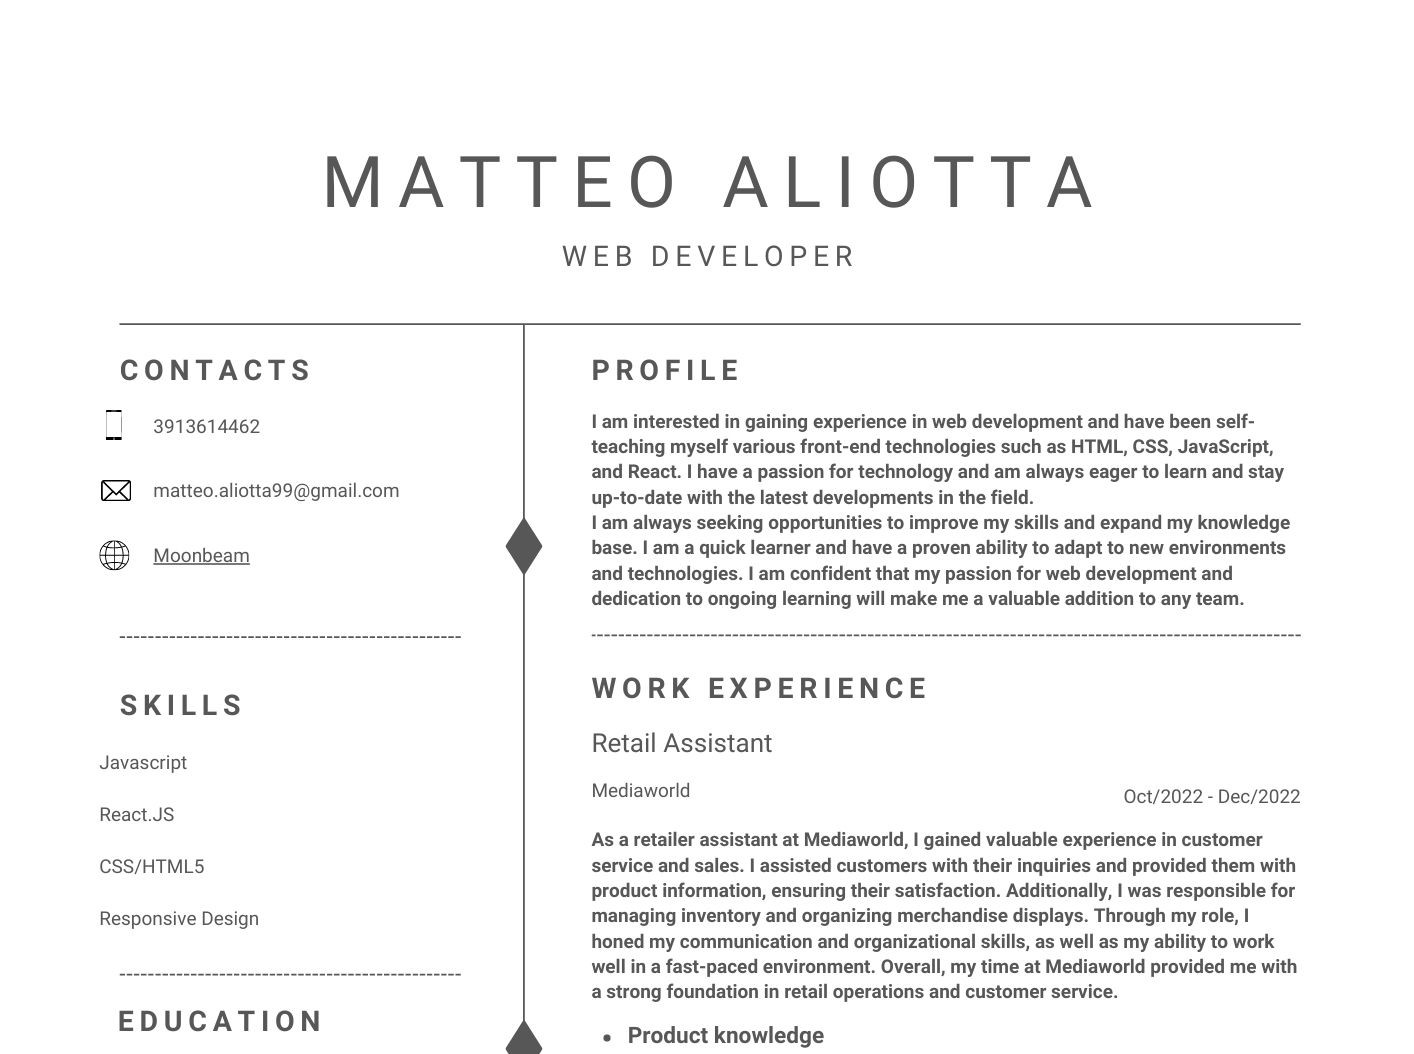 MATTEO ALIOTTA
WEB DEVELOPER
CONTACTS
3913614462
matteo.aliotta99@gmail.com
Moonbeam
------------------------------------------------
SKILLS
Javascript
React.JS
CSS/HTML5
Responsive Design
------------------------------------------------
EDUCATION
PROFILE
I am interested in gaining experience in web development and have been self-
teaching myself various front-end technologies such as HTML, CSS, JavaScript,
and React. I have a passion for technology and am always eager to learn and stay
up-to-date with the latest developments in the field.
I am always seeking opportunities to improve my skills and expand my knowledge
base. I am a quick learner and have a proven ability to adapt to new environments
and technologies. I am confident that my passion for web development and
dedication to ongoing learning will make me a valuable addition to any team.
----------------------------------------------------------------------------------------------------
WORK EXPERIENCE
Retail Assistant
Mediaworld
Oct/2022 - Dec/2022
As a retailer assistant at Mediaworld, I gained valuable experience in customer
service and sales. I assisted customers with their inquiries and provided them with
product information, ensuring their satisfaction. Additionally, I was responsible for
managing inventory and organizing merchandise displays. Through my role, I
honed my communication and organizational skills, as well as my ability to work
well in a fast-paced environment. Overall, my time at Mediaworld provided me with
a strong foundation in retail operations and customer service.
• Product knowledge